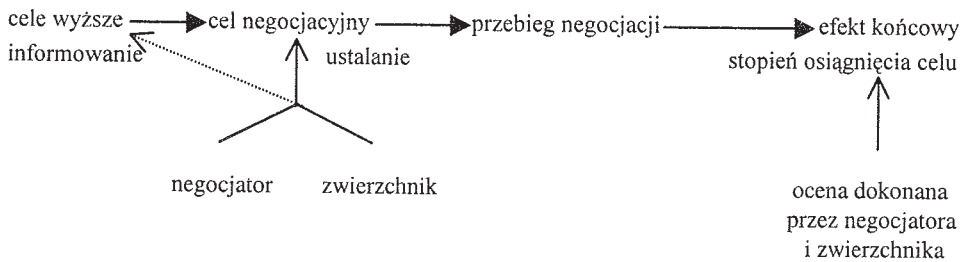 cele wyższe
cel negocjacyjny
przebieg negocjacji
efekt końcowy
informowanie
ustalanie
stopień osiągnięcia celu
negocjator
zwierzchnik
ocena dokonana
przez negocjatora
i zwierzchnika